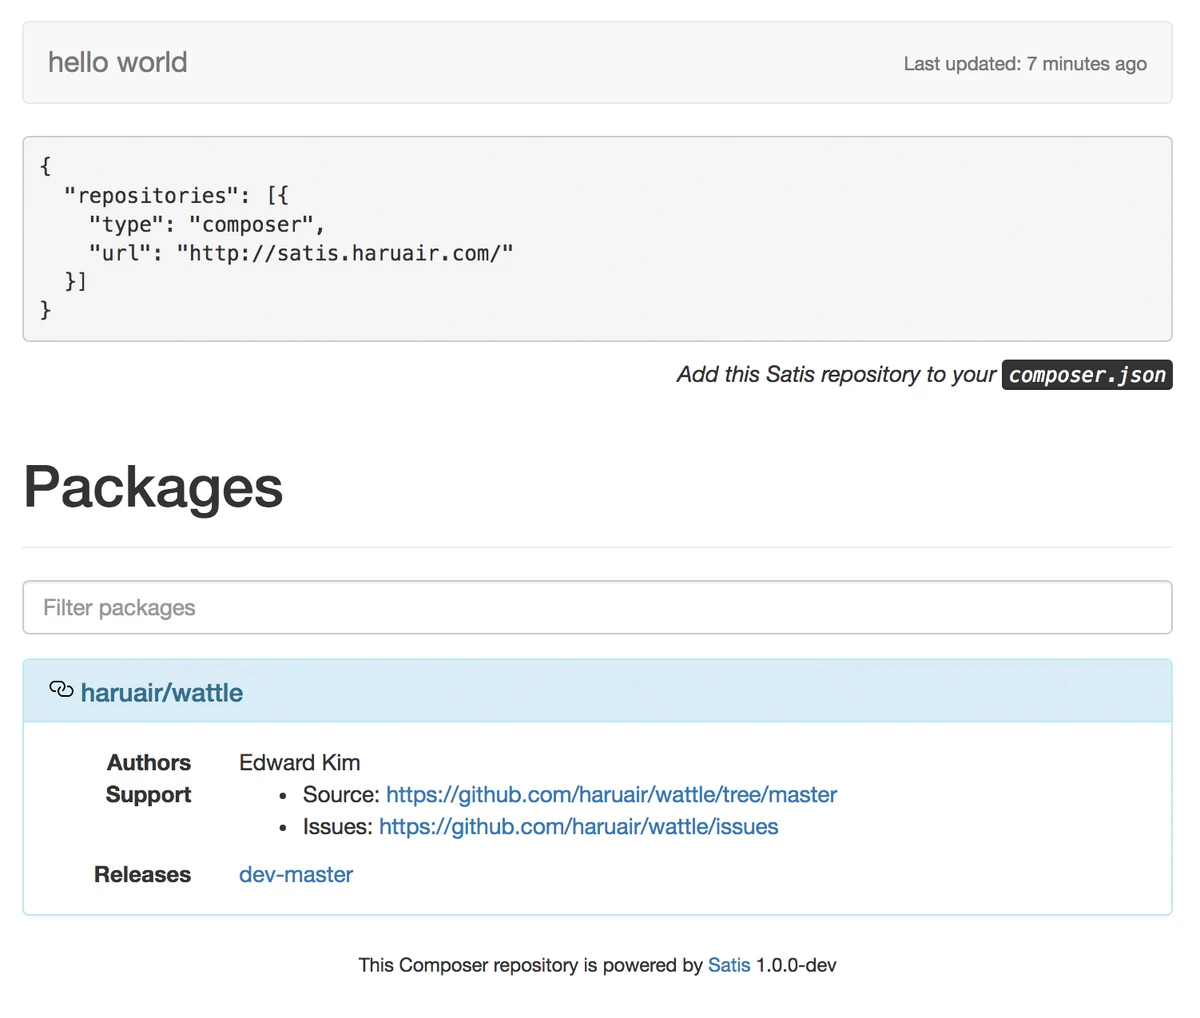 hello world
Last updated: 7 minutes ago
{
"repositories": [{
"type": "composer",
"url": "http://satis.haruair.com/"
}]
}
Add this Satis repository to your composer.json
Packages
Filter packages
haruair/wattle
Authors Edward Kim
Support
• Source: https://github.com/haruair/wattle/tree/master
• Issues: https://github.com/haruair/wattle/issues
Releases dev-master
This Composer repository is powered by Satis 1.0.0-dev